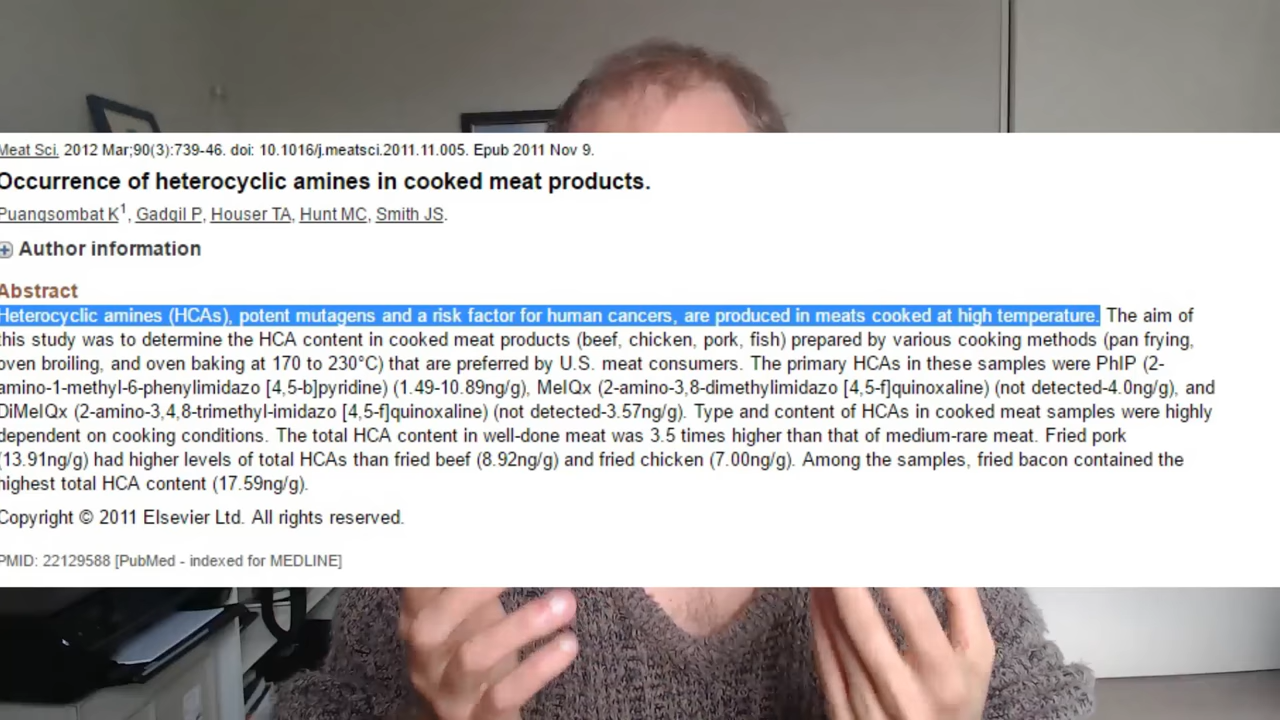 Meat Sci. 2012 Mar;90(3):739-46. doi: 10.1016/j.meatsci.2011.11.005. Epub 2011 Nov 9.
Occurrence of heterocyclic amines in cooked meat products.
Puangsombat K1, Gadgil P, Houser TA, Hunt MC, Smith JS.
Author information
Abstract
Heterocyclic amines (HCAs), potent mutagens and a risk factor for human cancers, are produced in meats cooked at high temperature. The aim of
this study was to determine the HCA content in cooked meat products (beef, chicken, pork, fish) prepared by various cooking methods (pan frying,
oven broiling, and oven baking at 170 to 230°C) that are preferred by U.S. meat consumers. The primary HCAs in these samples were PhIP (2-
amino-1-methyl-6-phenylimidazo [4,5-b]pyridine) (1.49-10.89ng/g), MeIQx (2-amino-3,8-dimethylimidazo [4,5-f]quinoxaline) (not detected-4.0ng/g), and
DiMeIQx (2-amino-3,4,8-trimethyl-imidazo [4,5-f]quinoxaline) (not detected-3.57ng/g). Type and content of HCAs in cooked meat samples were highly
dependent on cooking conditions. The total HCA content in well-done meat was 3.5 times higher than that of medium-rare meat. Fried pork
(13.91ng/g) had higher levels of total HCAs than fried beef (8.92ng/g) and fried chicken (7.00ng/g). Among the samples, fried bacon contained the
highest total HCA content (17.59ng/g).
Copyright © 2011 Elsevier Ltd. All rights reserved.
PMID: 22129588 [PubMed - indexed for MEDLINE]